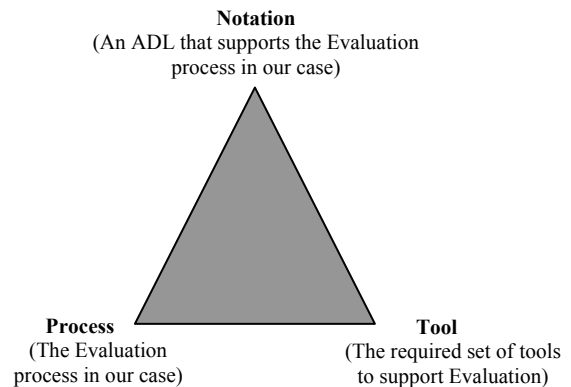 Notation
(An ADL that supports the Evaluation
process in our case)
Process
(The Evaluation
process in our case)
Tool
(The required set of tools
to support Evaluation)